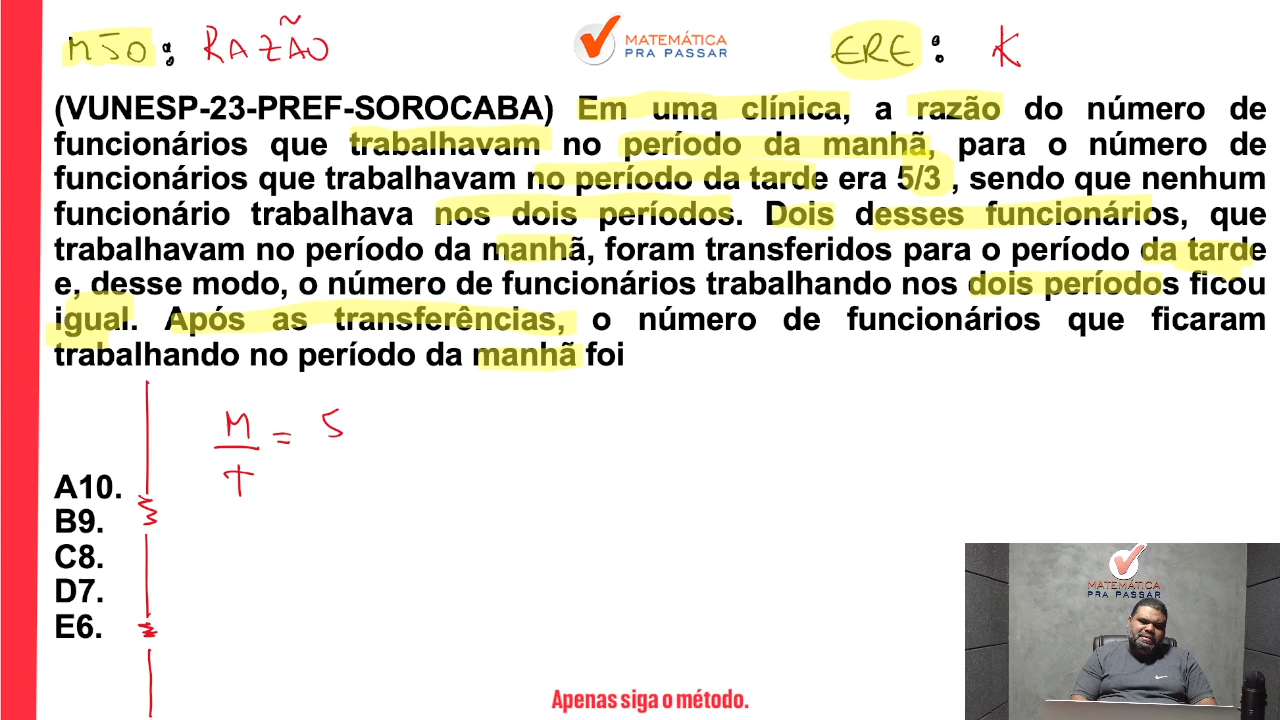 MSO: RAZÃO
MATEMÁTICA
PRA PASSAR
ERE: K
(VUNESP-23-PREF-SOROCABA) Em uma clínica, a razão do número de
funcionários que trabalhavam no período da manhã, para o número de
funcionários que trabalhavam no período da tarde era 5/3 , sendo que nenhum
funcionário trabalhava nos dois períodos. Dois desses funcionários, que
trabalhavam no período da manhã, foram transferidos para o período da tarde
e, desse modo, o número de funcionários trabalhando nos dois períodos ficou
igual. Após as transferências, o número de funcionários que ficaram
trabalhando no período da manhã foi
M
= 5
T
A10.
B9.
C8.
D7.
E6.
MATEMÁTICA
PRA PASSAR
Apenas siga o método.